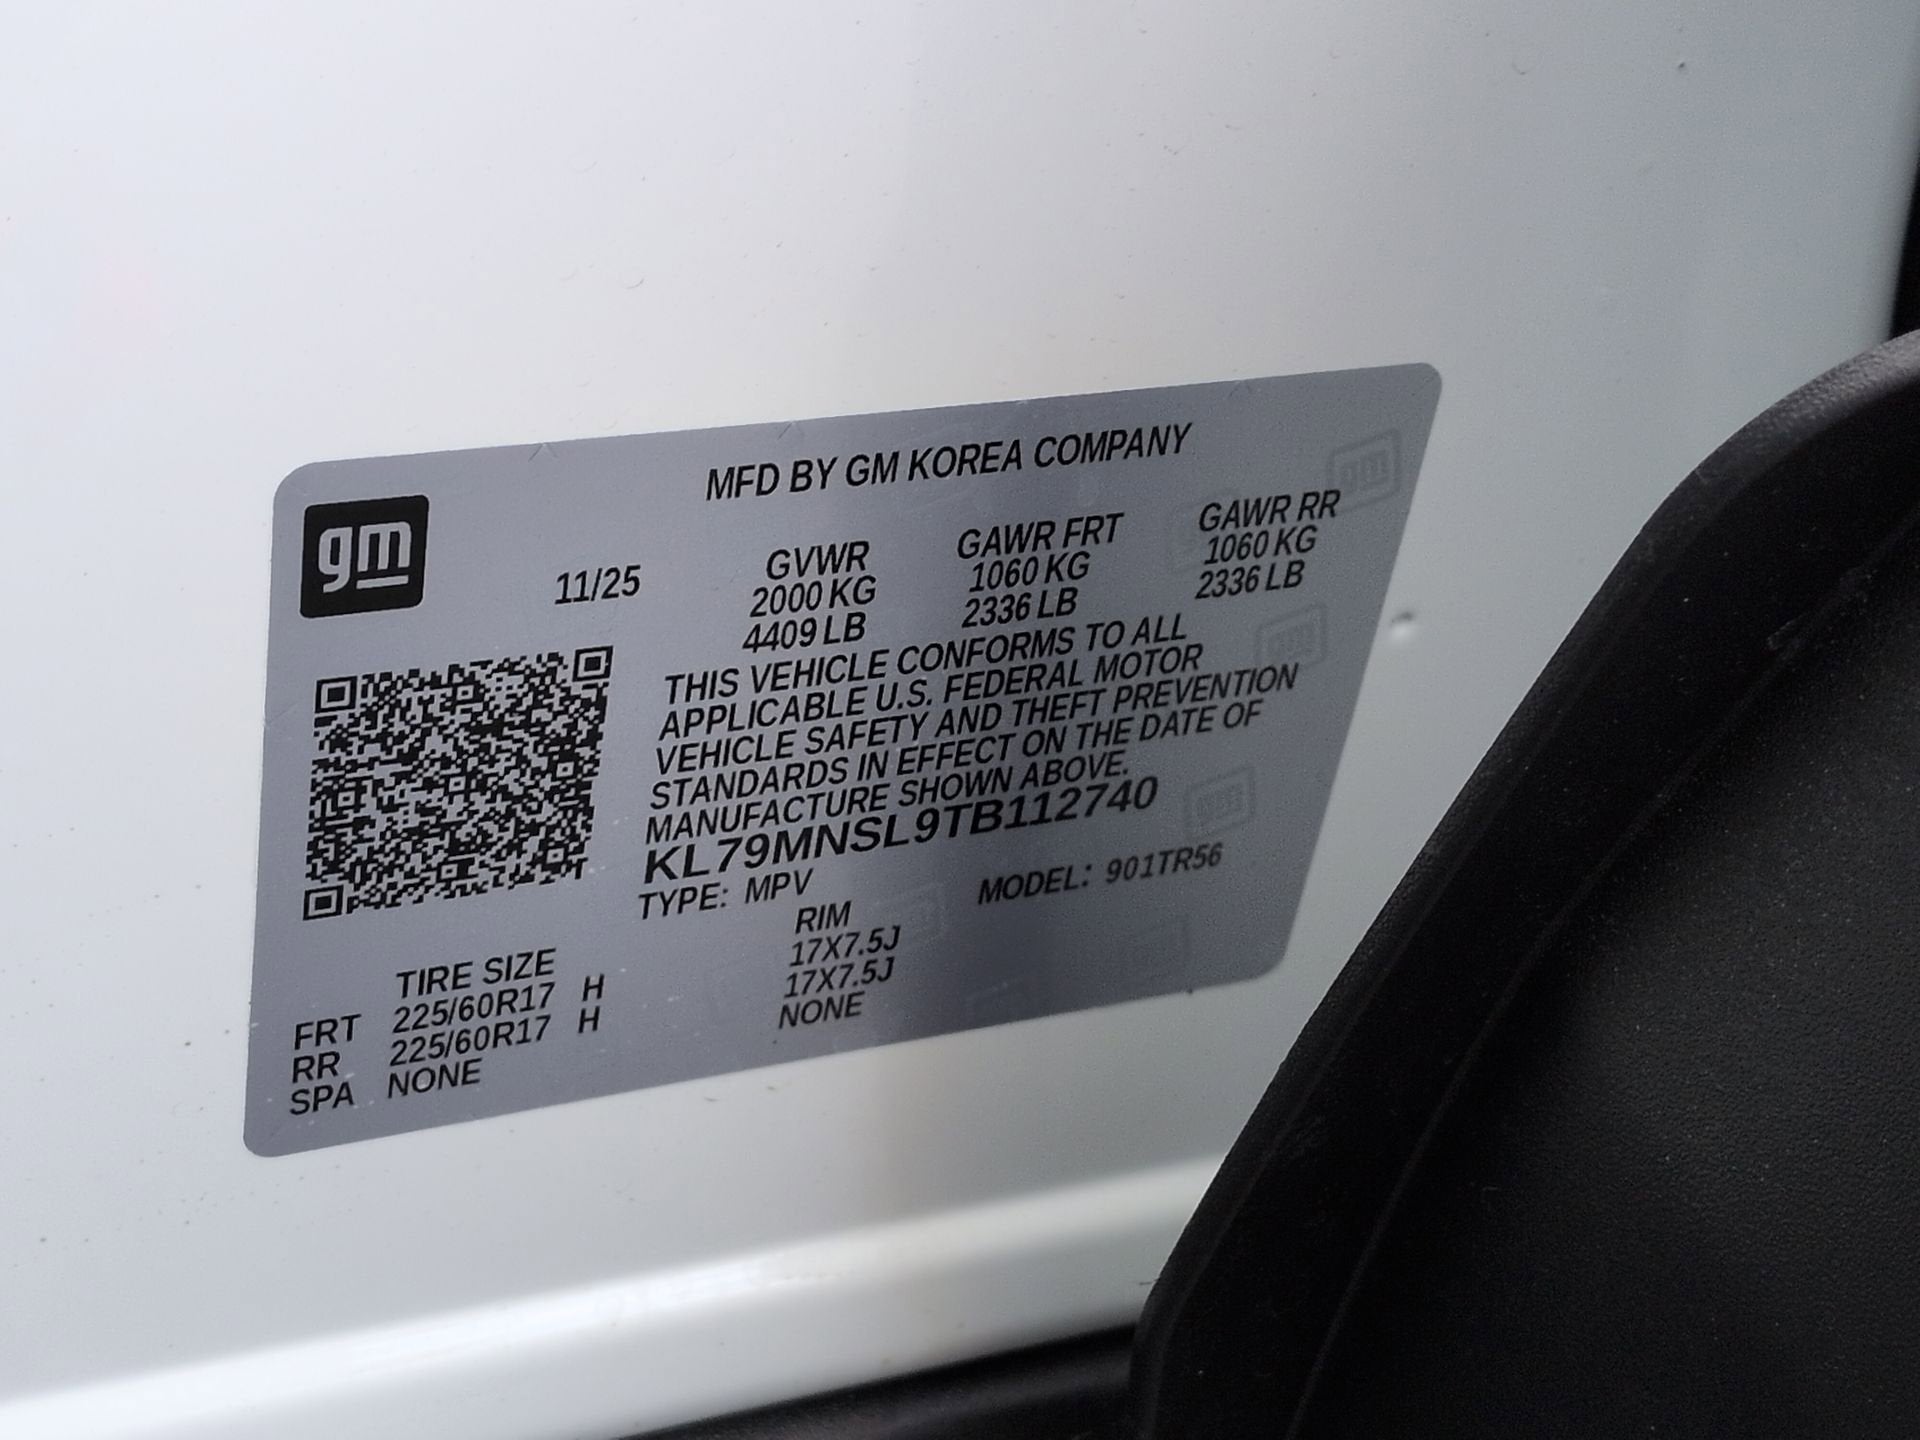 MFD BY GM KOREA COMPANY
gm
11/25
GVWR GAWR FRT GAWR RR
2000 KG 1060 KG 1060 KG
4409 LB 2336 LB 2336 LB
THIS VEHICLE CONFORMS TO ALL
APPLICABLE U.S. FEDERAL MOTOR
VEHICLE SAFETY AND THEFT PREVENTION
STANDARDS IN EFFECT ON THE DATE OF
MANUFACTURE SHOWN ABOVE.
KL79MNSL9TB112740
TYPE: MPV MODEL: 901TR56
TIRE SIZE RIM
FRT 225/60R17 H 17X7.5J
RR 225/60R17 H 17X7.5J
SPA NONE NONE